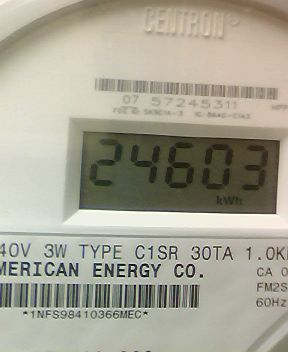 CENTRON®
07 57245311
24603
kWh
40V 3W TYPE C1SR 30TA 1.0K
MERICAN ENERGY CO.
CA 0
FM2S
60Hz
*1NFS98410366MEC*